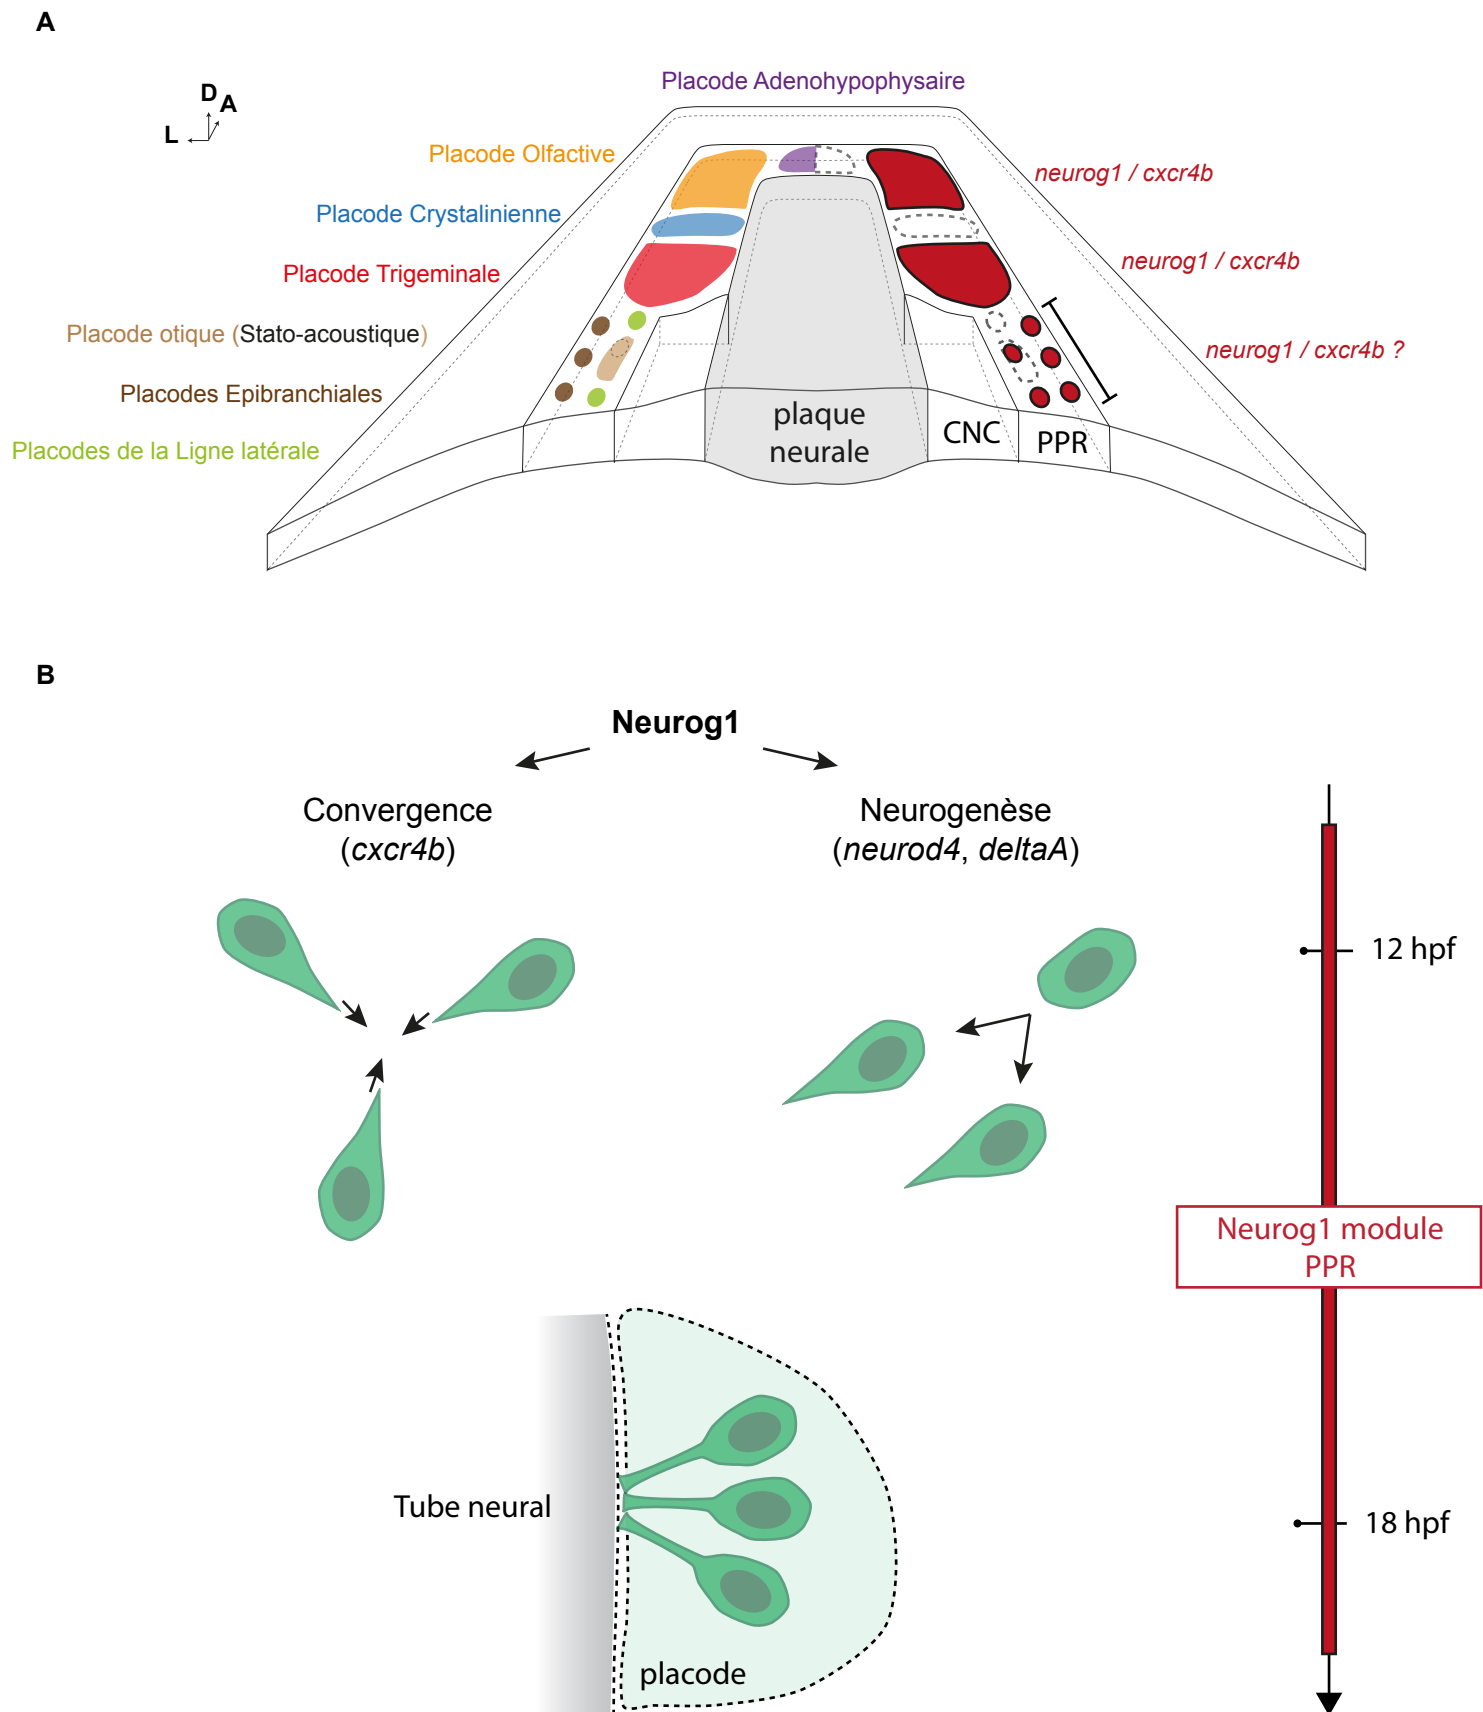 A
D
A
L
Placode Adenohypophysaire
Placode Olfactive
neurog1 / cxcr4b
Placode Crystalinienne
Placode Trigeminale
neurog1 / cxcr4b
Placode otique (Stato-acoustique)
neurog1 / cxcr4b ?
Placodes Epibranchiales
Placodes de la Ligne latérale
plaque
neurale
CNC
PPR
B
Neurog1
Convergence
(cxcr4b)
Neurogenèse
(neurod4, deltaA)
12 hpf
Neurog1 module
PPR
Tube neural
18 hpf
placode